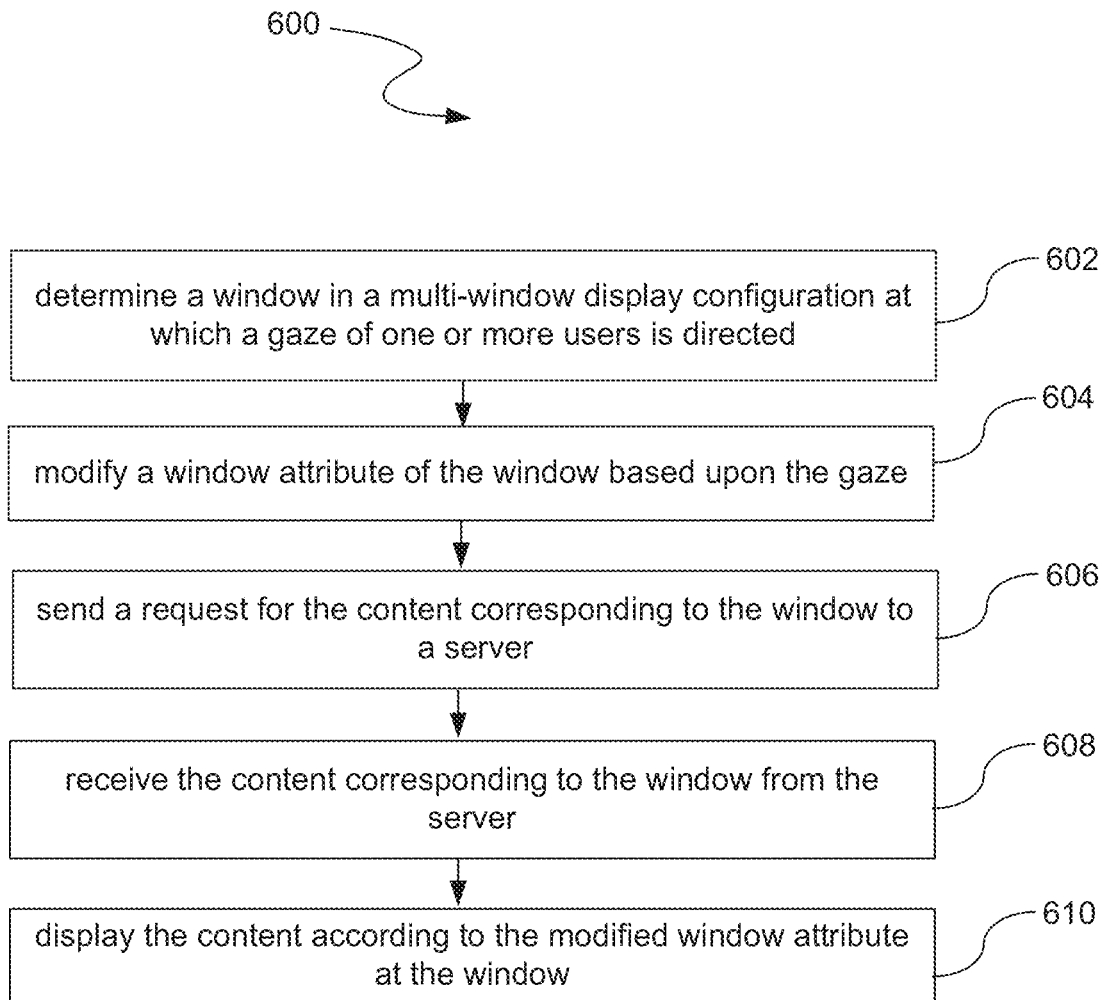 600
602
determine a window in a multi-window display configuration at
which a gaze of one or more users is directed
604
modify a window attribute of the window based upon the gaze
606
send a request for the content corresponding to the window to
a server
608
receive the content corresponding to the window from the
server
610
display the content according to the modified window attribute
at the window